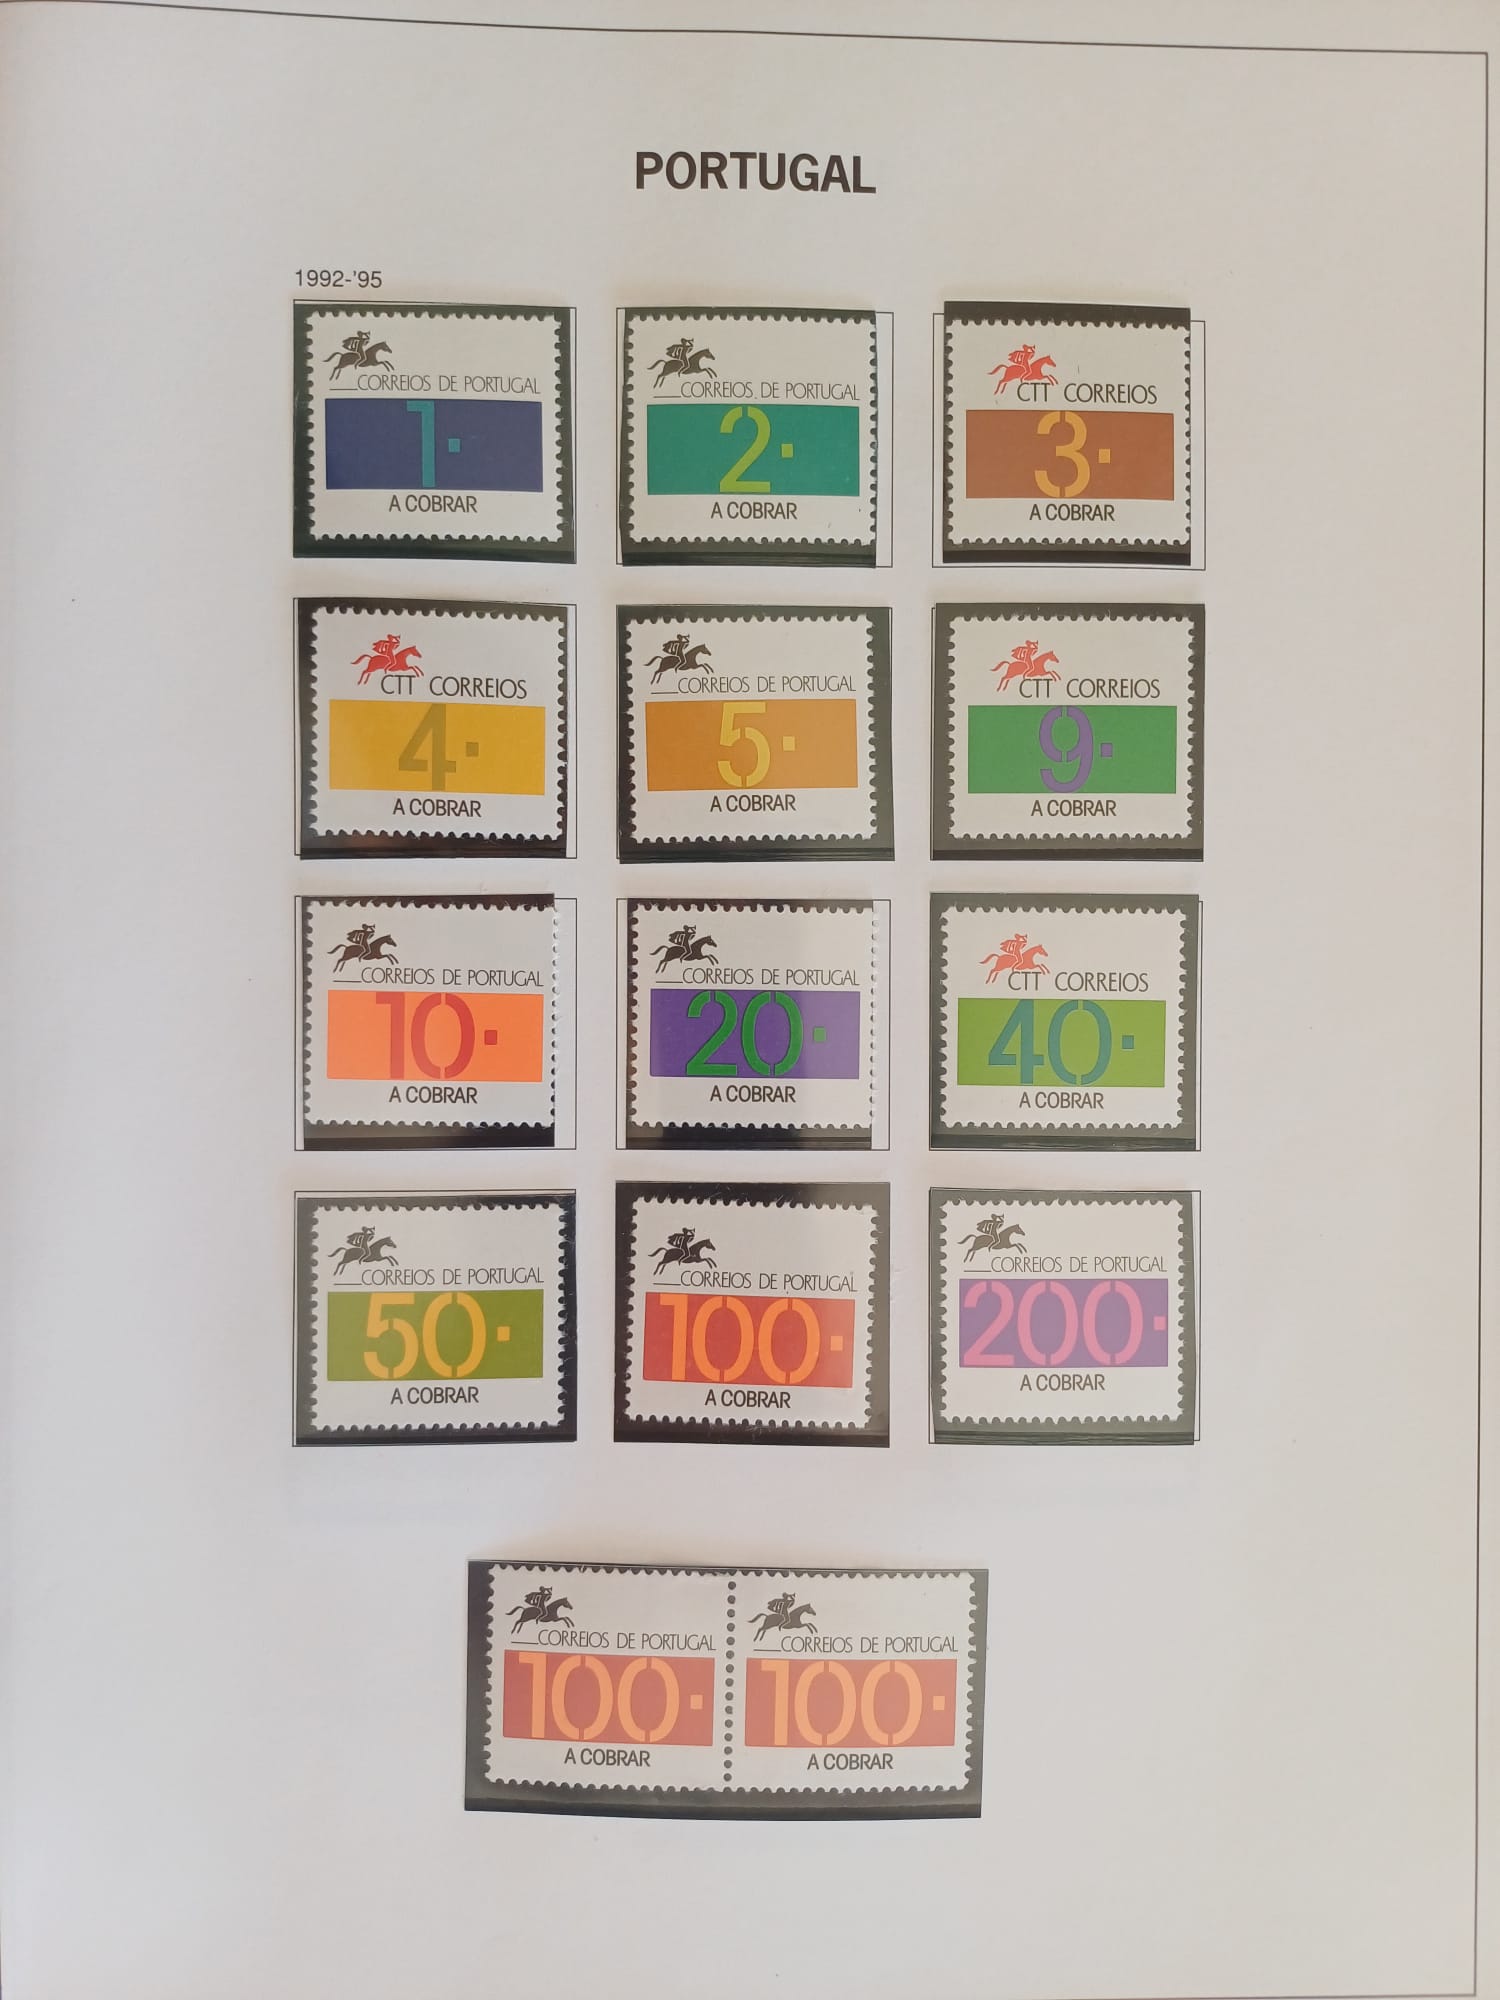 PORTUGAL
1992-'95
CORREIOS DE PORTUGAL
1.
A COBRAR
CORREIOS DE PORTUGAL
2.
A COBRAR
CTT CORREIOS
3.
A COBRAR
CTT CORREIOS
4.
A COBRAR
CORREIOS DE PORTUGAL
5.
A COBRAR
CTT CORREIOS
9.
A COBRAR
CORREIOS DE PORTUGAL
10.
A COBRAR
CORREIOS DE PORTUGAL
20.
A COBRAR
CTT CORREIOS
40.
A COBRAR
CORREIOS DE PORTUGAL
50.
A COBRAR
CORREIOS DE PORTUGAL
100.
A COBRAR
CORREIOS DE PORTUGAL
200.
A COBRAR
CORREIOS DE PORTUGAL
100.
A COBRAR
CORREIOS DE PORTUGAL
100.
A COBRAR